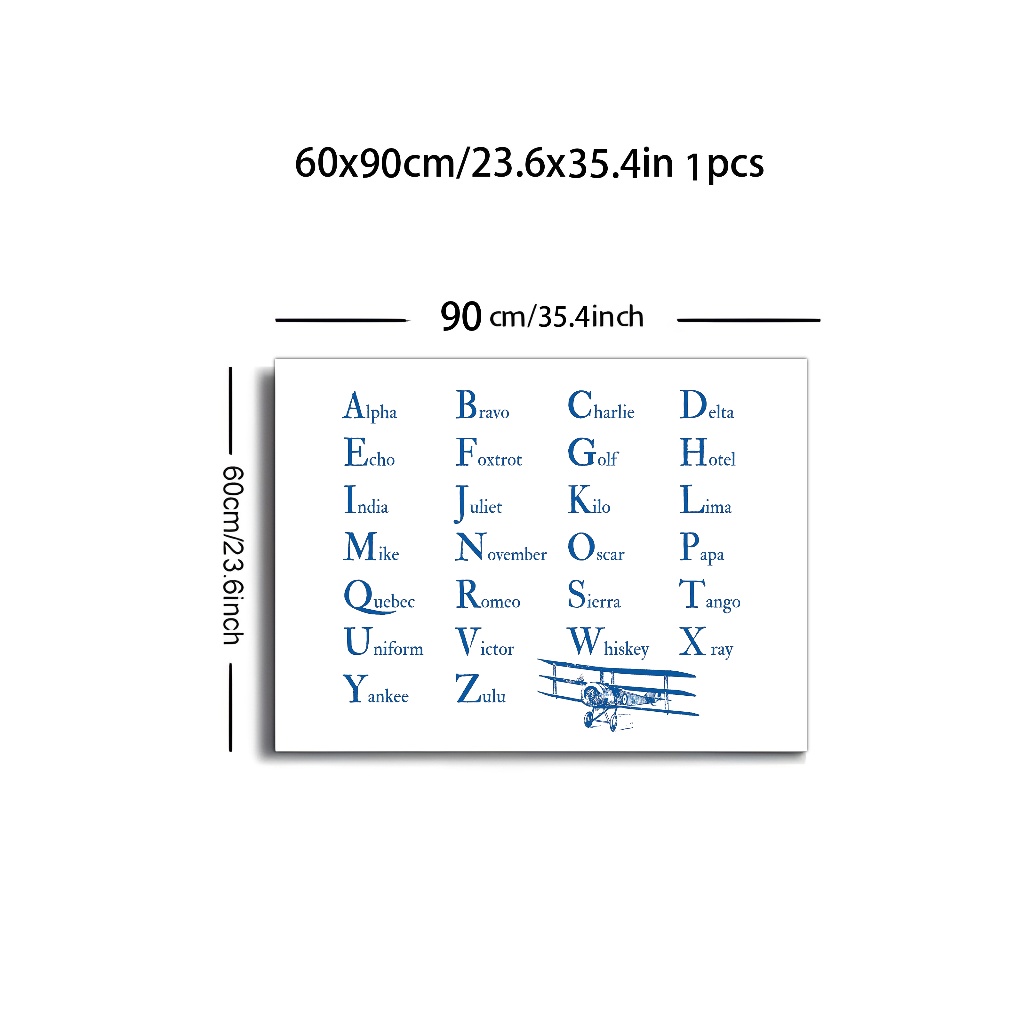 60x90cm/23.6x35.4in 1pcs
90 cm/35.4inch
60cm/23.6inch
Alpha Bravo Charlie Delta
Echo Foxtrot Golf Hotel
India Juliet Kilo Lima
Mike November Oscar Papa
Quebec Romeo Sierra Tango
Uniform Victor Whiskey X ray
Yankee Zulu